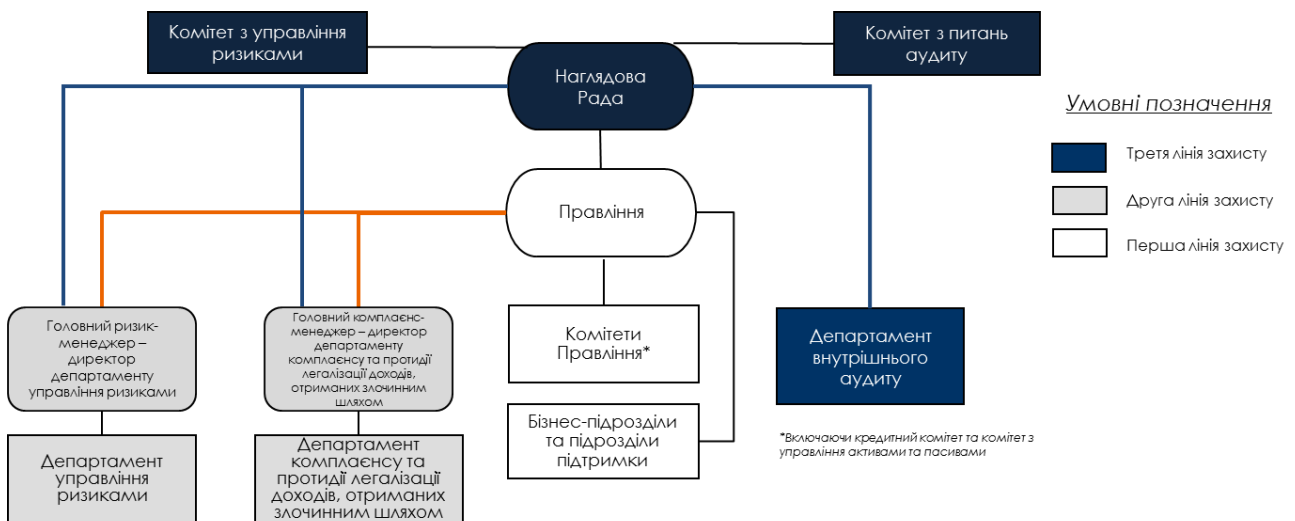 Комітет з управління
ризиками
Комітет з питань
аудиту
Наглядова
Рада
Умовні позначення
Третя лінія захисту
Друга лінія захисту
Перша лінія захисту
Правління
Головний ризик-
менеджер –
директор
департаменту
управління ризиками
Головний комплаєнс-
менеджер – директор
департаменту
комплаєнсу та протидії
легалізації доходів,
отриманих злочинним
шляхом
Комітети
Правління*
Департамент
внутрішнього
аудиту
Бізнес-підрозділи
та підрозділи
підтримки
*Включаючи кредитний комітет та комітет з
управління активами та пасивами
Департамент
управління
ризиками
Департамент
комплаєнсу та
протидії легалізації
доходів, отриманих
злочинним шляхом